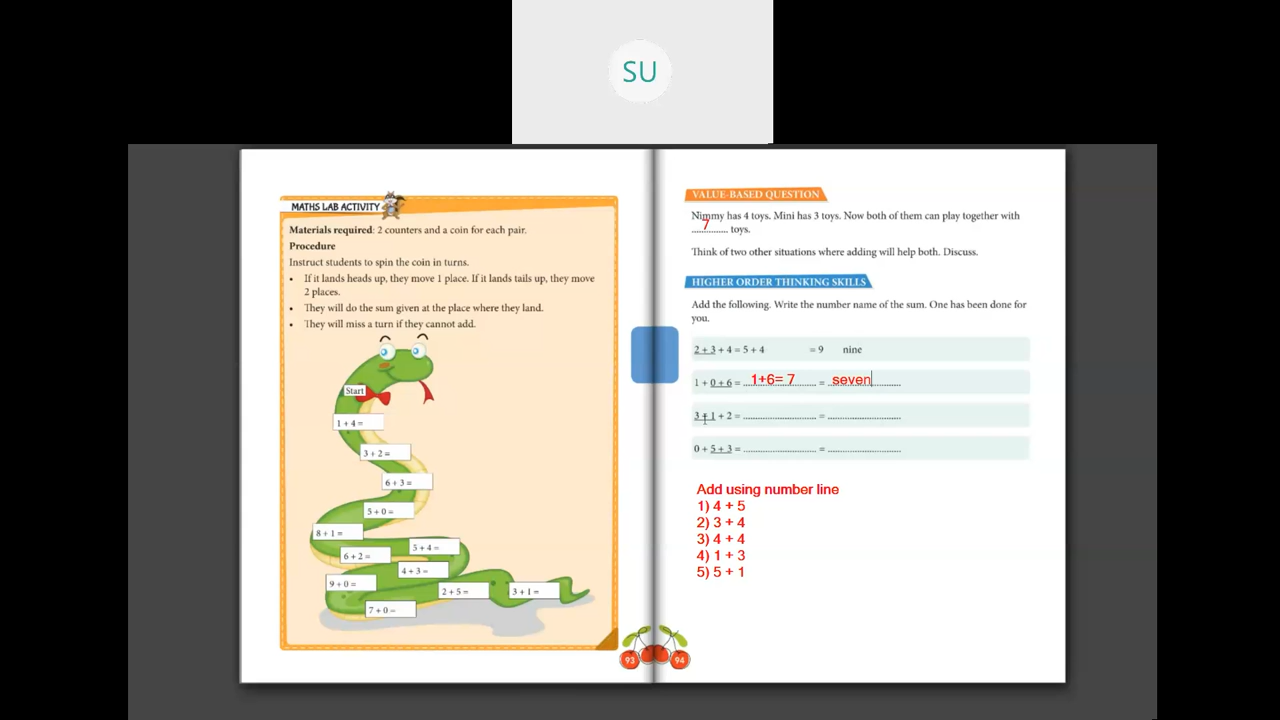 SU
MATHS LAB ACTIVITY
Materials required: 2 counters and a coin for each pair.
Procedure
Instruct students to spin the coin in turns.
• If it lands heads up, they move 1 place. If it lands tails up, they move
2 places.
• They will do the sum given at the place where they land.
• They will miss a turn if they cannot add.
Start
1 + 4 =
3 + 2 =
6 + 3 =
5 + 0 =
8 + 1 =
6 + 2 =
5 + 4 =
4 + 3 =
9 + 0 =
7 + 0 =
2 + 5 =
3 + 1 =
93
VALUE-BASED QUESTION
Nimmy has 4 toys. Mini has 3 toys. Now both of them can play together with
7 toys.
Think of two other situations where adding will help both. Discuss.
HIGHER ORDER THINKING SKILLS
Add the following. Write the number name of the sum. One has been done for
you.
2 + 3 + 4 = 5 + 4 = 9 nine
1 + 0 + 6 = 1+6= 7 = seven
3 + 1 + 2 = .................... = ....................
0 + 5 + 3 = .................... = ....................
Add using number line
1) 4 + 5
2) 3 + 4
3) 4 + 4
4) 1 + 3
5) 5 + 1
94